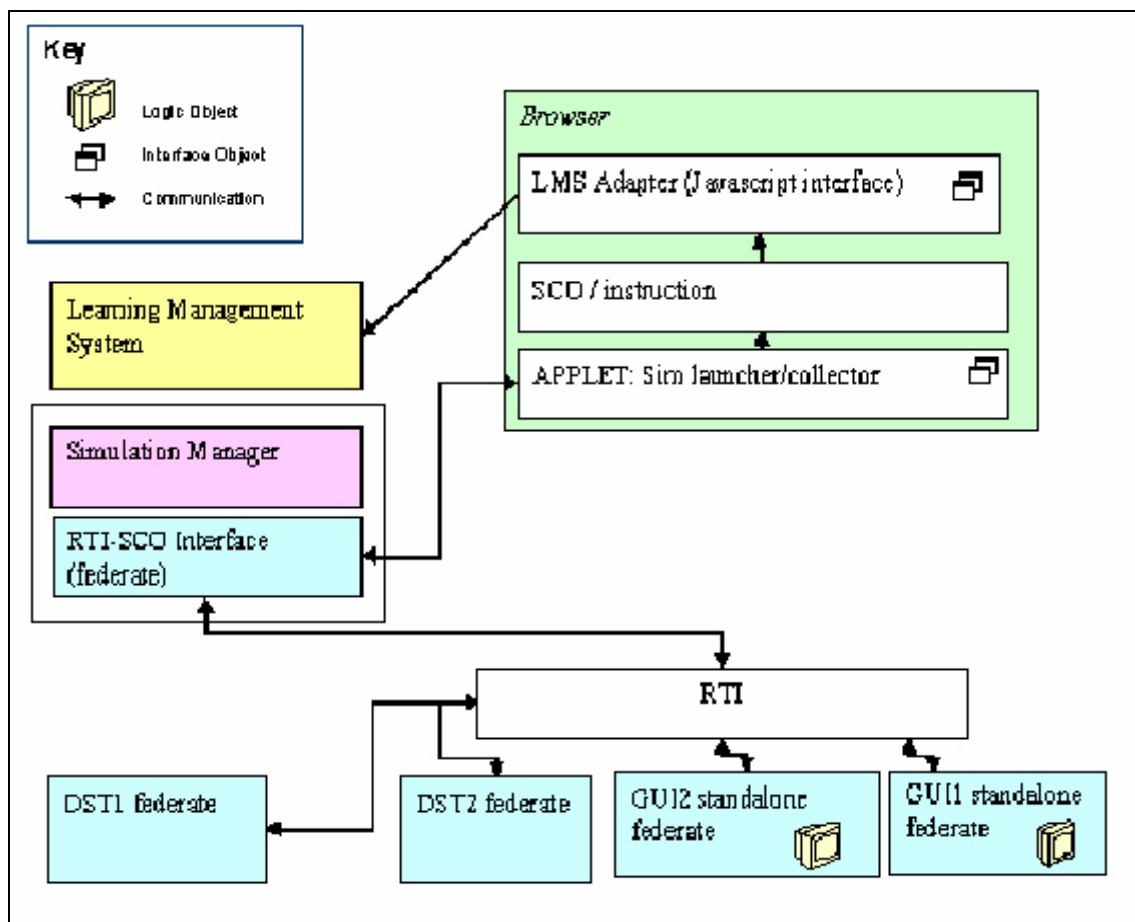 Key
Logic Object
Interface Object
Communication
Browser
LMS Adapter (Javascript interface)
SCO / instruction
APPLET: Sim launcher/collector
Learning Management
System
Simulation Manager
RTI-SCO Interface
(federate)
RTI
DST1 federate
DST2 federate
GUI2 standalone
federate
GUI1 standalone
federate